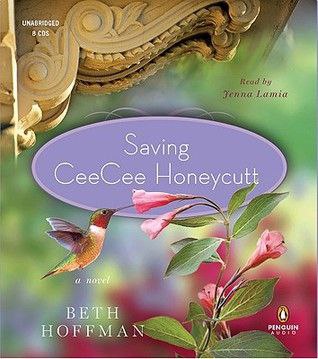 UNABRIDGED
8 CDS
Read by
Jenna Lamia
Saving
CeeCee Honeycutt
a novel
BETH
HOFFMAN
PENGUIN
AUDIO